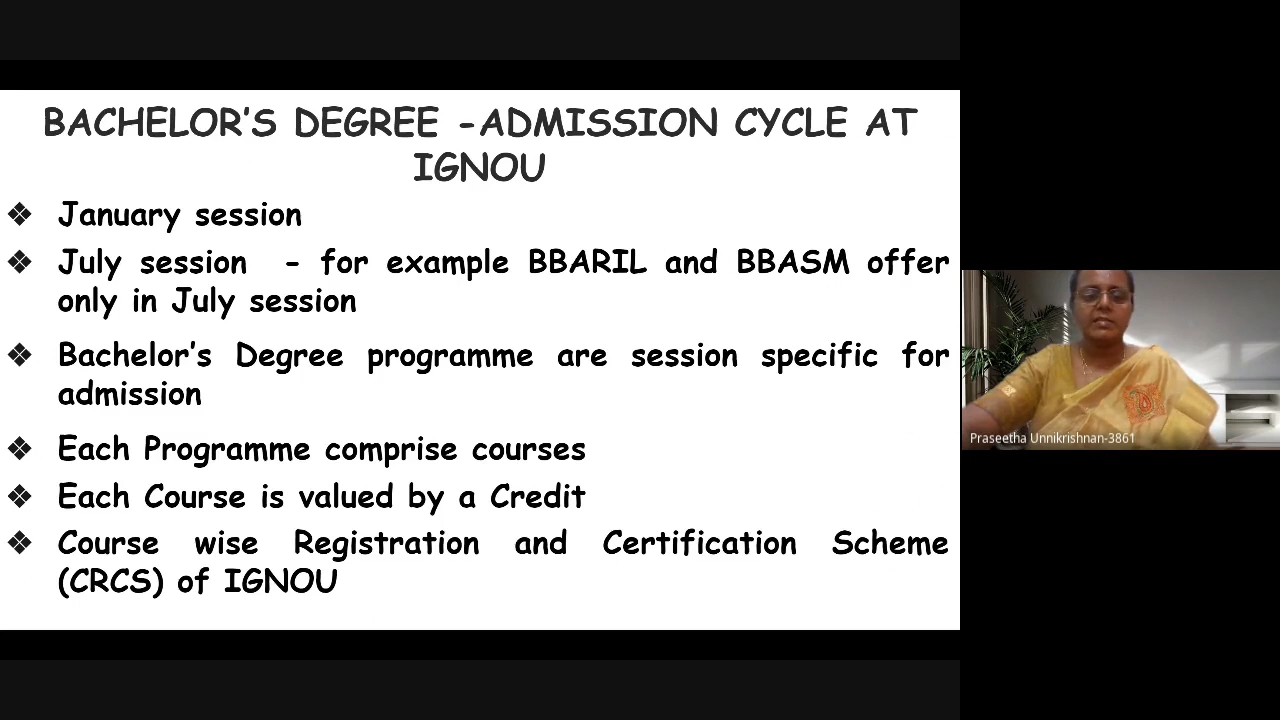 BACHELOR'S DEGREE -ADMISSION CYCLE AT
IGNOU
❖ January session
❖ July session - for example BBARIL and BBASM offer
only in July session
❖ Bachelor's Degree programme are session specific for
admission
❖ Each Programme comprise courses
❖ Each Course is valued by a Credit
❖ Course wise Registration and Certification Scheme
(CRCS) of IGNOU
Praseetha Unnikrishnan-3861